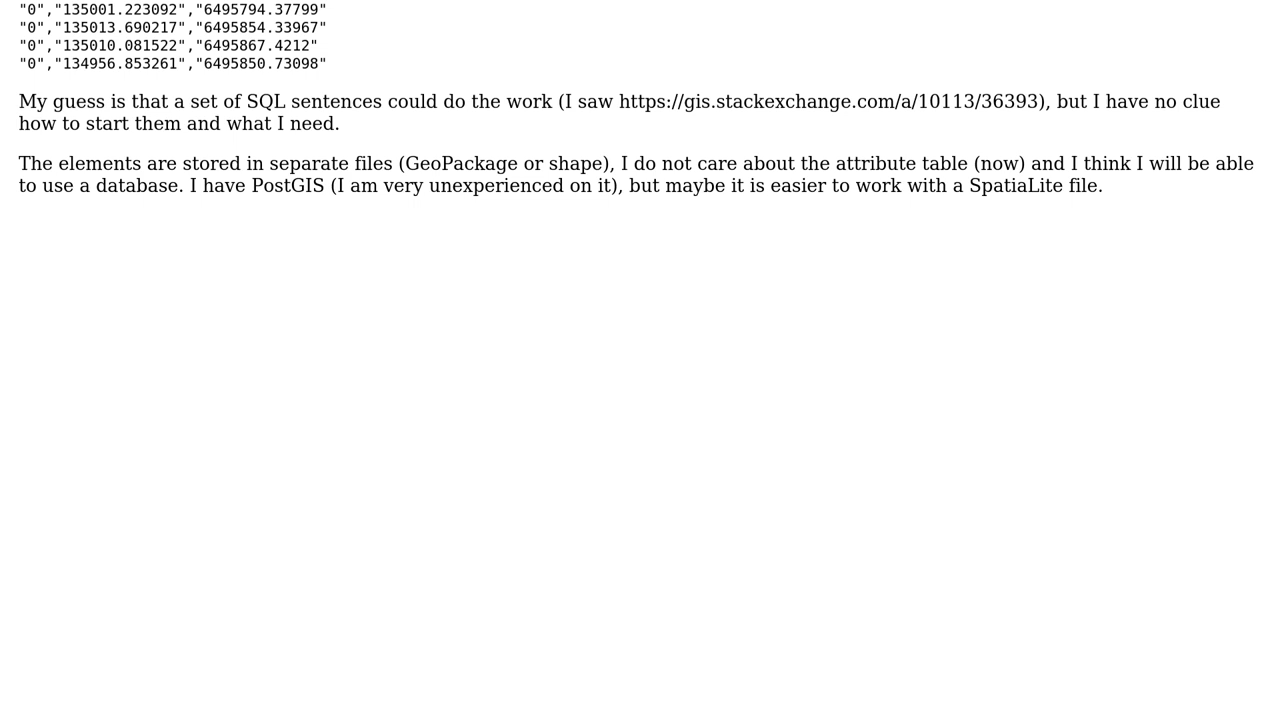 "0","135001.223092","6495794.37799"
"0","135013.690217","6495854.33967"
"0","135010.081522","6495867.4212"
"0","134956.853261","6495850.73098"
My guess is that a set of SQL sentences could do the work (I saw https://gis.stackexchange.com/a/10113/36393), but I have no clue
how to start them and what I need.
The elements are stored in separate files (GeoPackage or shape), I do not care about the attribute table (now) and I think I will be able
to use a database. I have PostGIS (I am very unexperienced on it), but maybe it is easier to work with a SpatiaLite file.